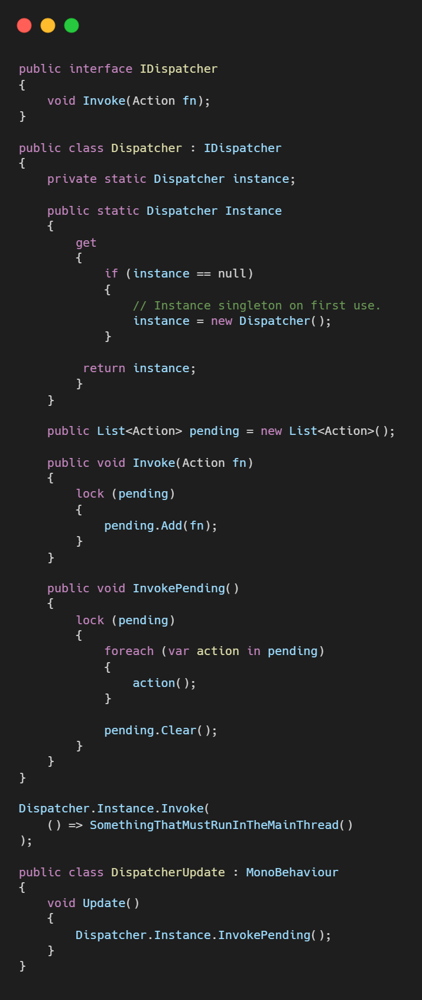 public interface IDispatcher
{
    void Invoke(Action fn);
}

public class Dispatcher : IDispatcher
{
    private static Dispatcher instance;

    public static Dispatcher Instance
    {
        get
        {
            if (instance == null)
            {
                // Instance singleton on first use.
                instance = new Dispatcher();
            }

         return instance;
        }
    }

    public List<Action> pending = new List<Action>();

    public void Invoke(Action fn)
    {
        lock (pending)
        {
            pending.Add(fn);
        }
    }

    public void InvokePending()
    {
        lock (pending)
        {
            foreach (var action in pending)
            {
                action();
            }

            pending.Clear();
        }
    }
}

Dispatcher.Instance.Invoke(
    () => SomethingThatMustRunInTheMainThread()
);

public class DispatcherUpdate : MonoBehaviour
{
    void Update()
    {
        Dispatcher.Instance.InvokePending();
    }
}